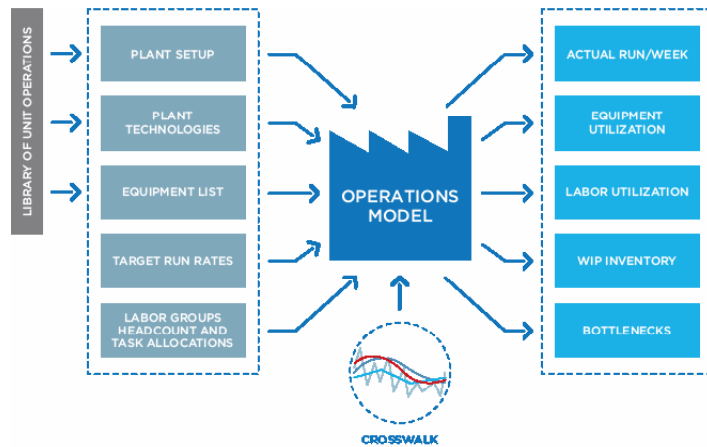 LIBRARY OF UNIT OPERATIONS
PLANT SETUP
PLANT
TECHNOLOGIES
EQUIPMENT LIST
TARGET RUN RATES
LABOR GROUPS
HEADCOUNT AND
TASK ALLOCATIONS
OPERATIONS
MODEL
CROSSWALK
ACTUAL RUN/WEEK
EQUIPMENT
UTILIZATION
LABOR UTILIZATION
WIP INVENTORY
BOTTLENECKS